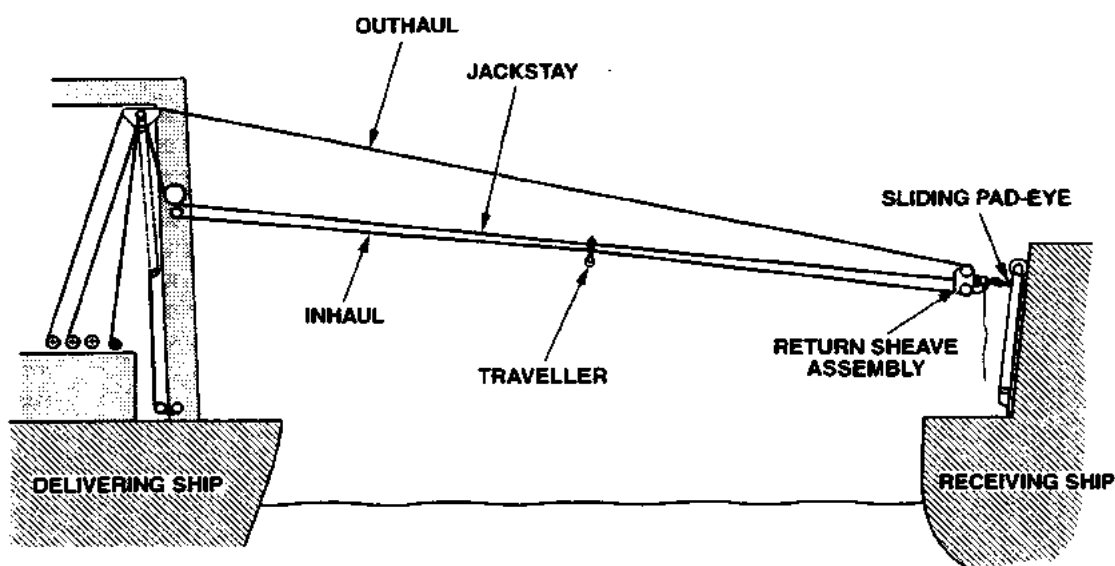 OUTHAUL
JACKSTAY
SLIDING PAD-EYE
INHAUL
TRAVELLER
RETURN SHEAVE
ASSEMBLY
DELIVERING SHIP
RECEIVING SHIP